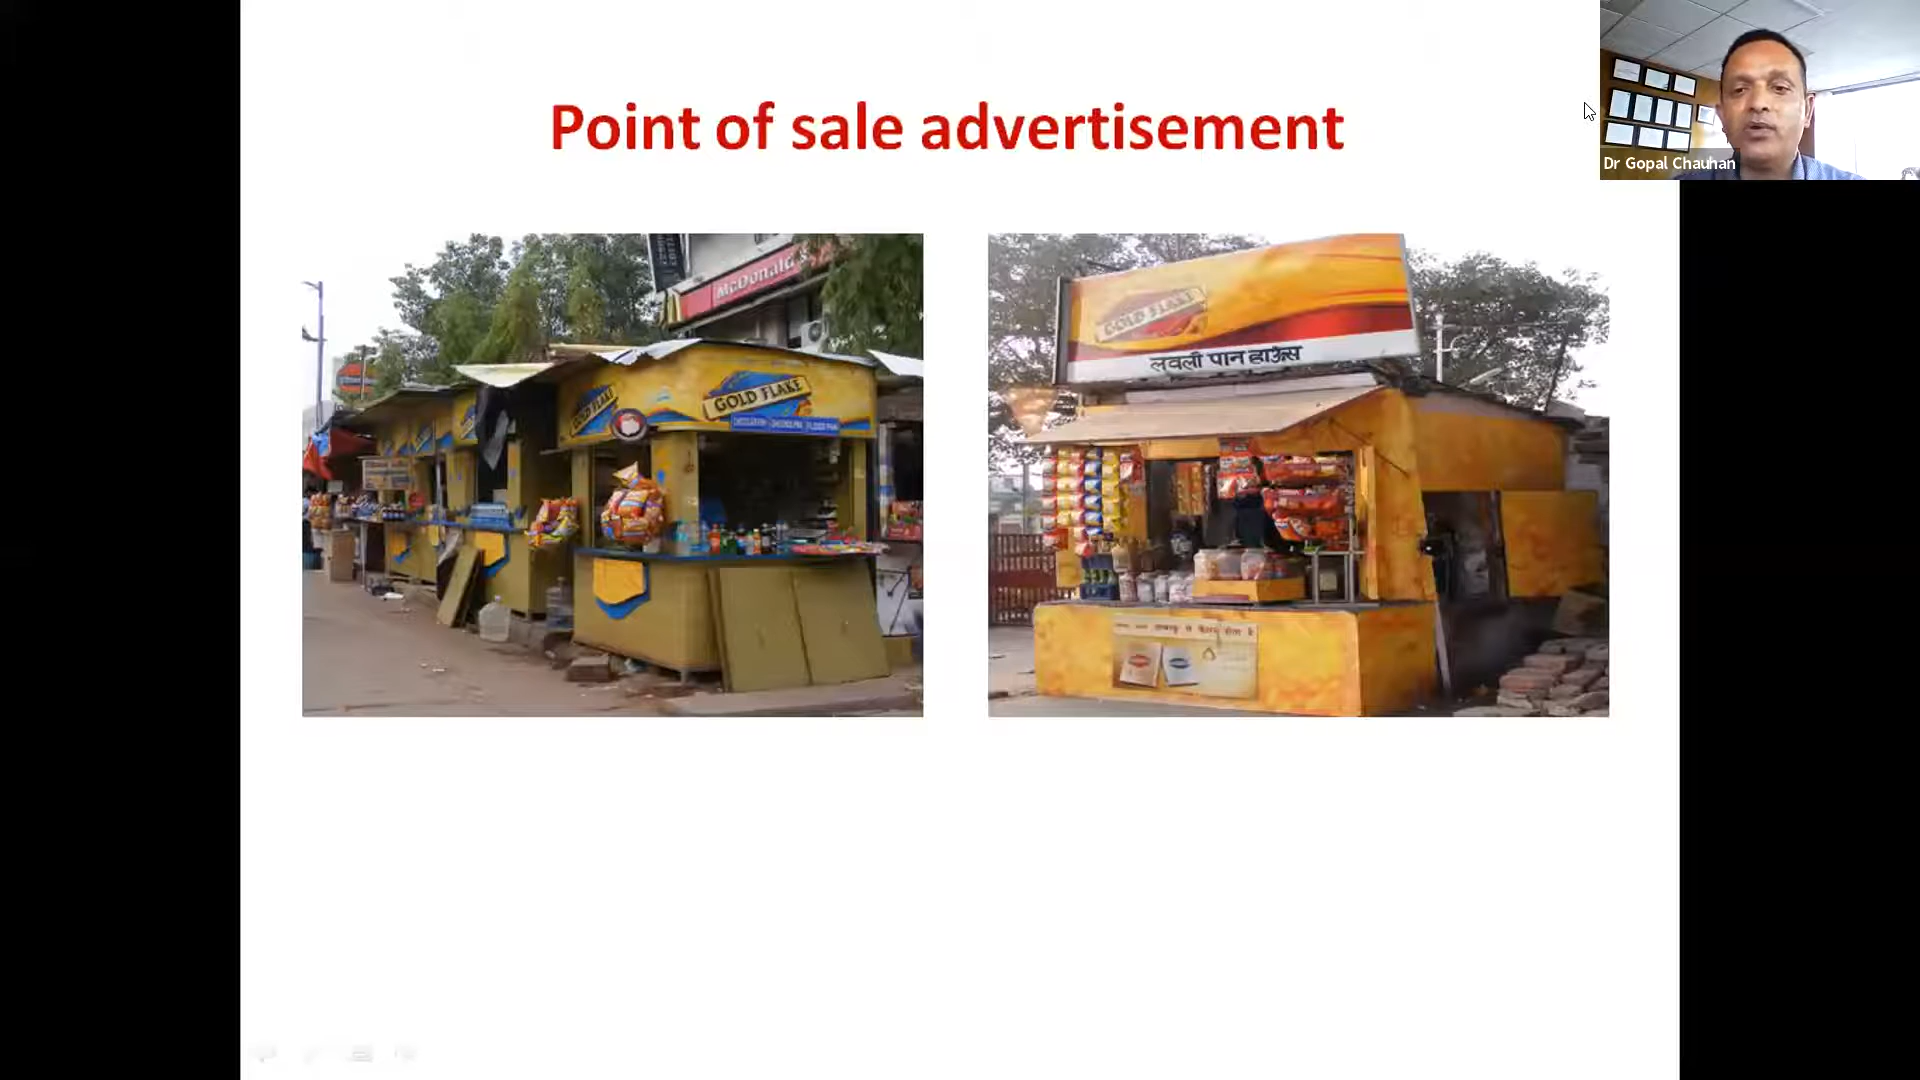 Point of sale advertisement
Dr Gopal Chauhan
McDonald's
GOLD FLAKE
GOLD FLAKE
GOLD FLAKE
लवली पान हाऊस